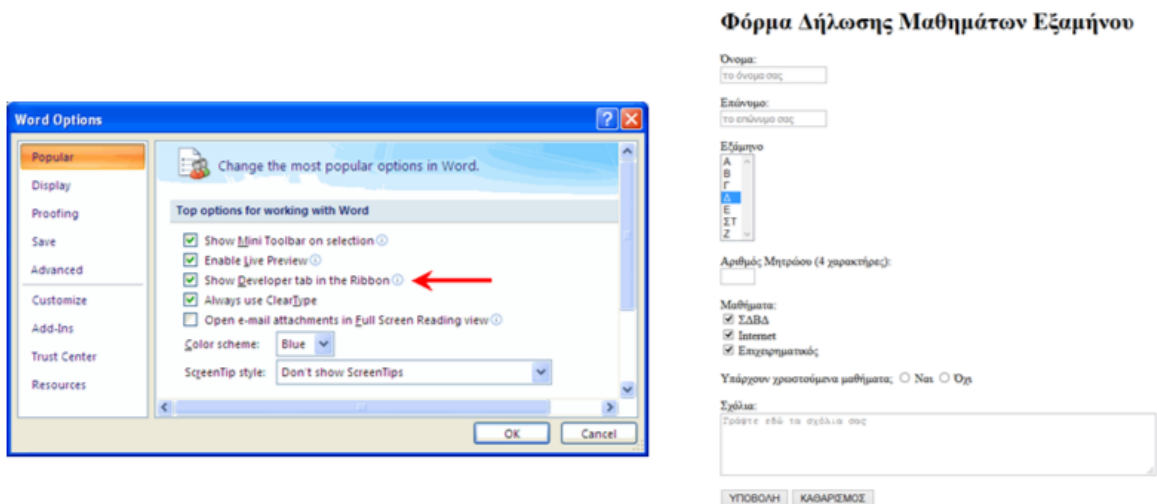 Word Options
Popular
Display
Proofing
Save
Advanced
Customize
Add-Ins
Trust Center
Resources
Change the most popular options in Word.
Top options for working with Word
Show Mini Toolbar on selection
Enable Live Preview
Show Developer tab in the Ribbon
Always use ClearType
Open e-mail attachments in Full Screen Reading view
Color scheme: Blue
ScreenTip style: Don't show ScreenTips
OK Cancel
Φόρμα Δήλωσης Μαθημάτων Εξαμήνου
Όνομα:
το όνομα σας
Επώνυμο:
το επώνυμο σας
Εξάμηνο
Α
Β
Γ
Δ
Ε
ΣΤ
Ζ
Αριθμός Μητρώου (4 χαρακτήρες):
Μαθήματα:
ΣΔΒΔ
Internet
Επιχειρηματικός
Υπάρχουν χρωστούμενα μαθήματα; Ναι Όχι
Σχόλια:
Γράψτε εδώ τα σχόλια σας
ΥΠΟΒΟΛΗ ΚΑΘΑΡΙΣΜΟΣ